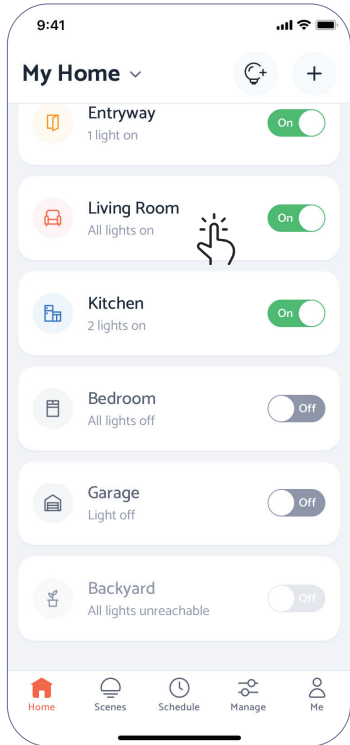 9:41
My Home
Entryway
1 light on
On
Living Room
All lights on
On
Kitchen
2 lights on
On
Bedroom
All lights off
Off
Garage
Light off
Off
Backyard
All lights unreachable
Off
Home Scenes Schedule Manage Me